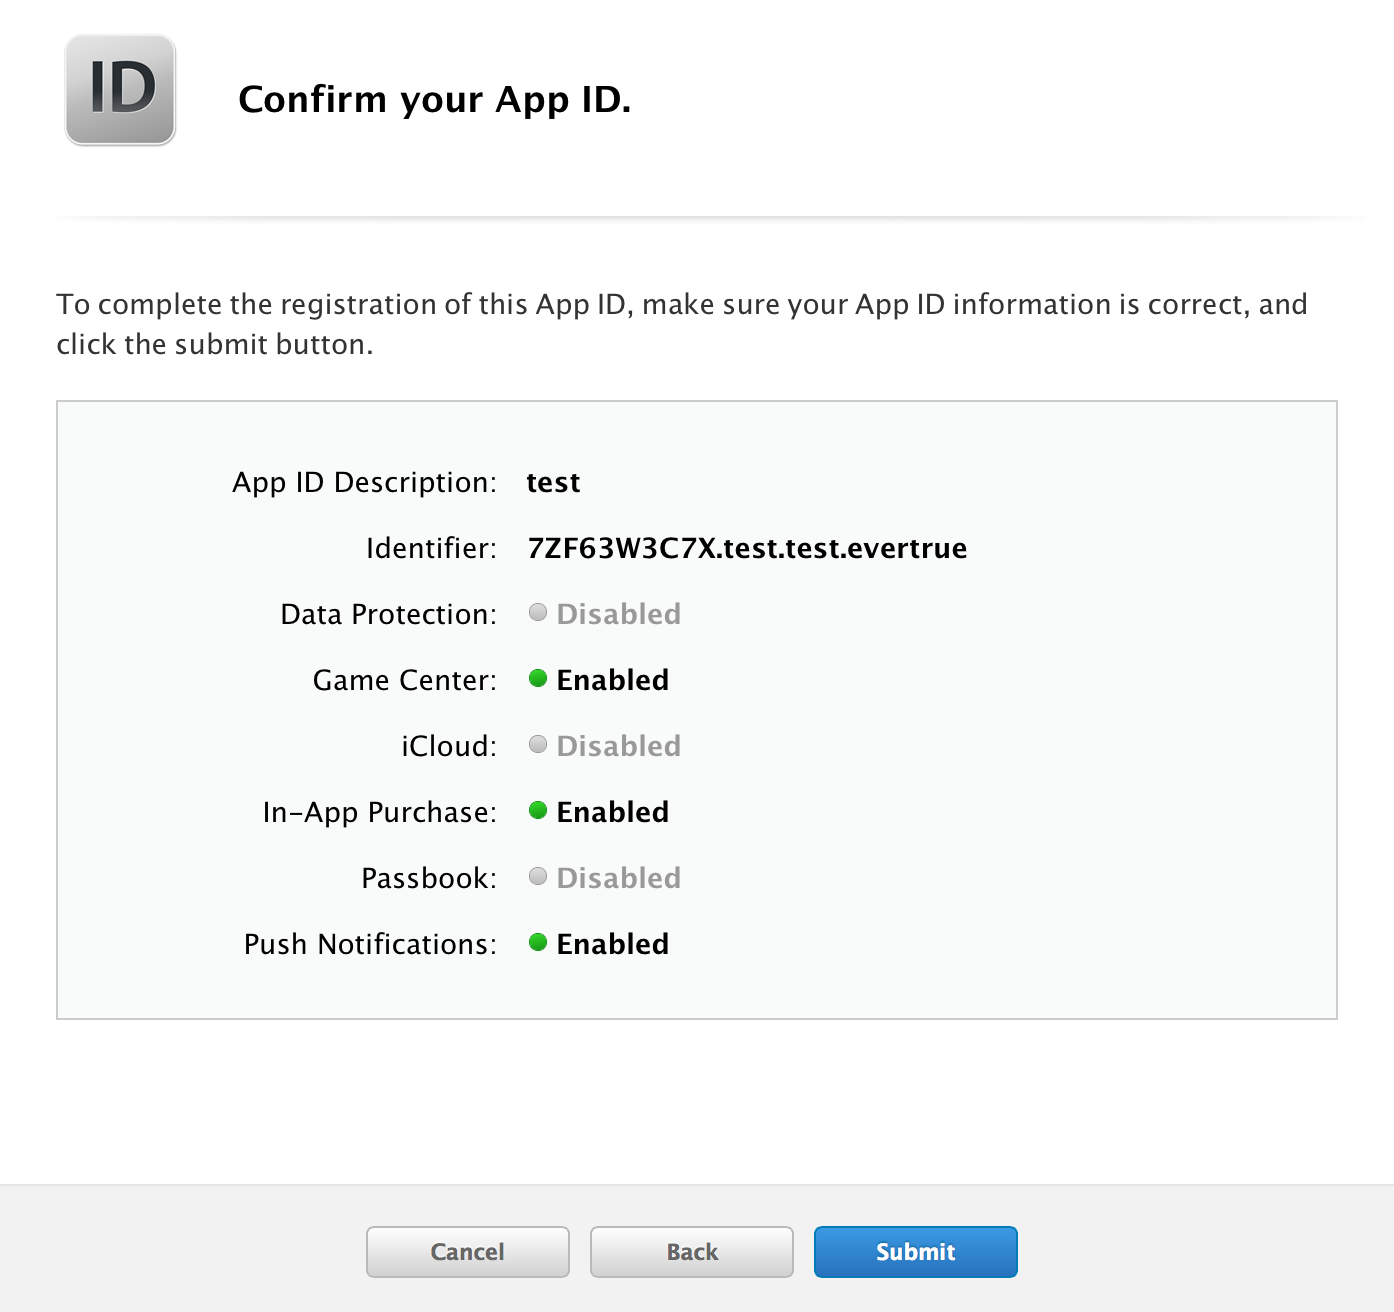 ID
Confirm your App ID.
To complete the registration of this App ID, make sure your App ID information is correct, and
click the submit button.
App ID Description: test
Identifier: 7ZF63W3C7X.test.test.evertrue
Data Protection: Disabled
Game Center: Enabled
iCloud: Disabled
In-App Purchase: Enabled
Passbook: Disabled
Push Notifications: Enabled
Cancel Back Submit